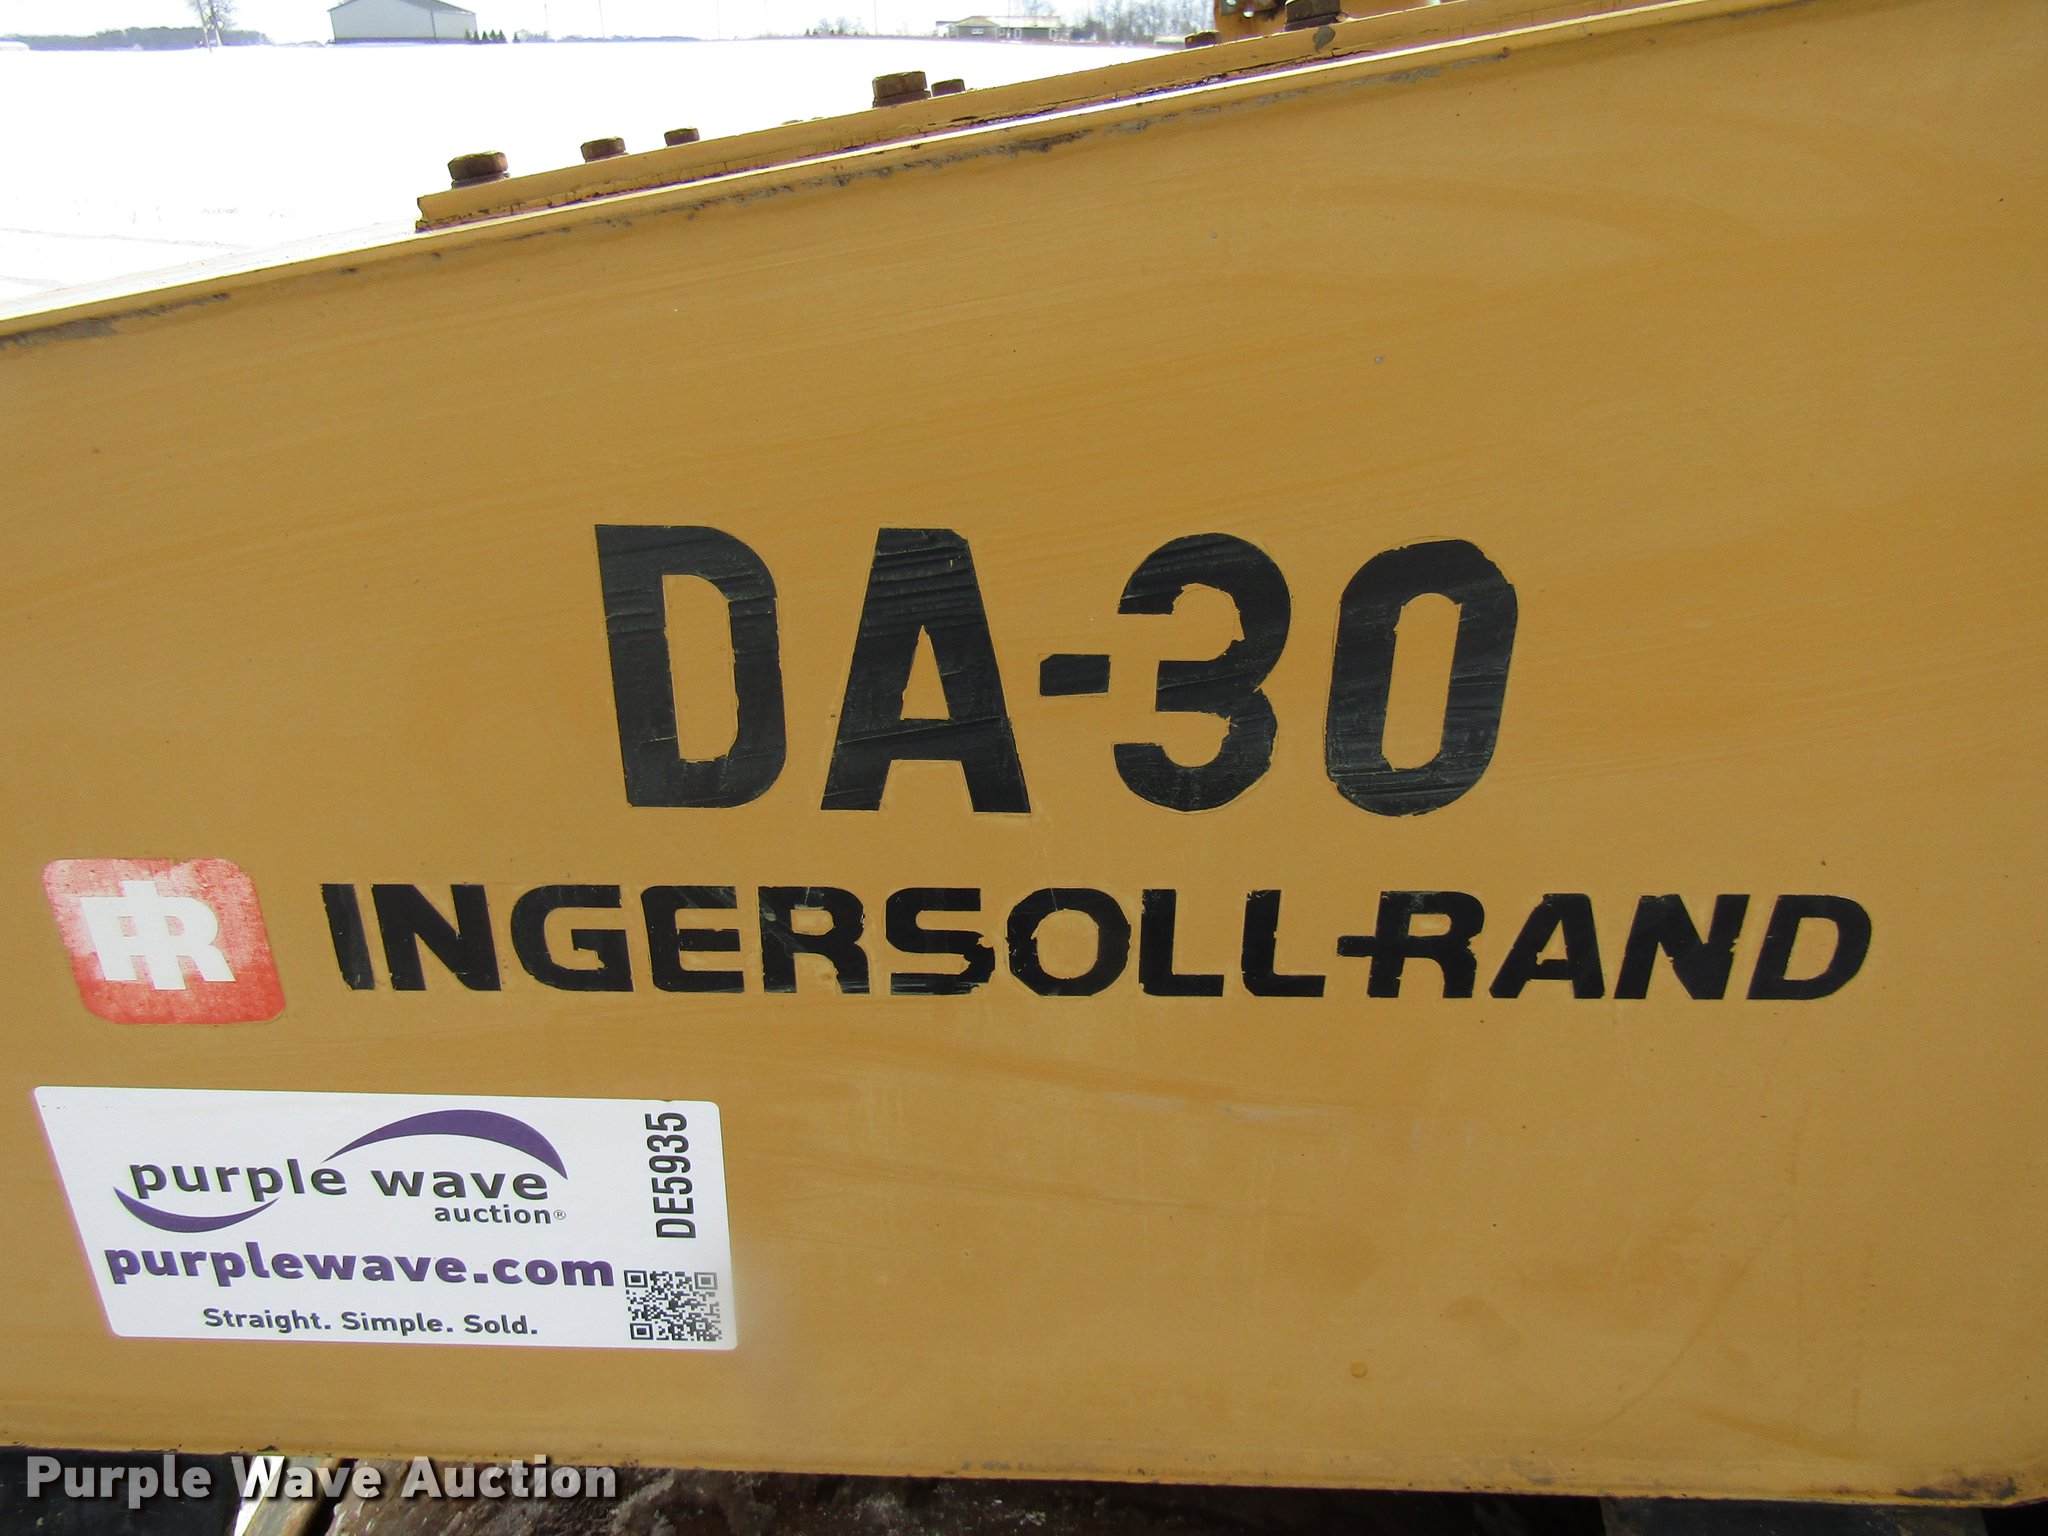 DA-30
IR INGERSOLL-RAND
purple wave
auction®
DE5935
purplewave.com
Straight. Simple. Sold.
Purple Wave Auction